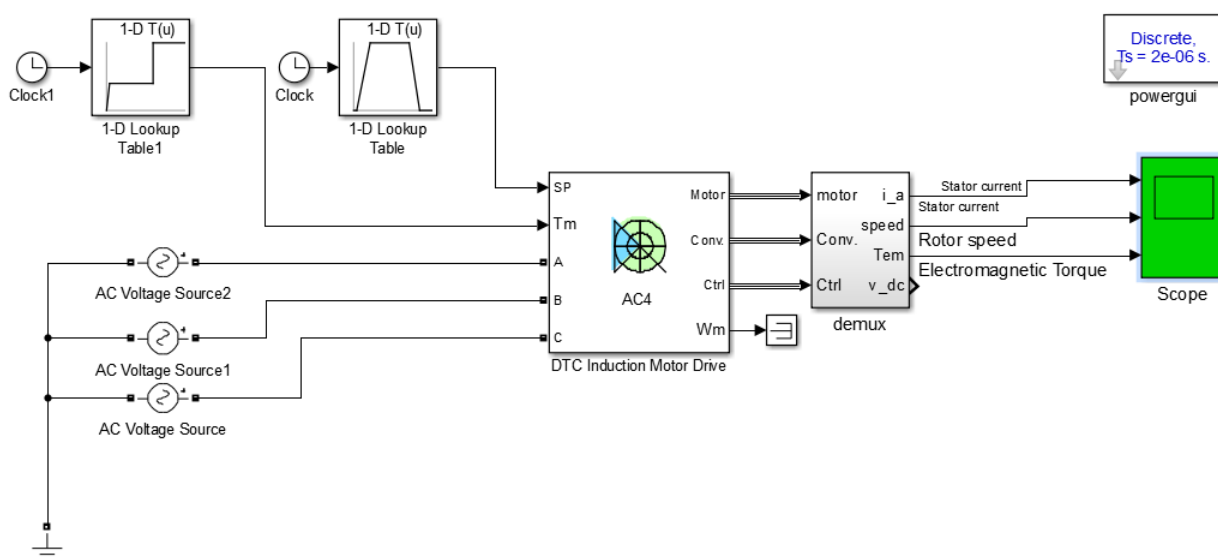 1-D T(u)
Clock1
1-D Lookup
Table1
1-D T(u)
Clock
1-D Lookup
Table
Discrete,
Ts = 2e-06 s.
powergui
SP
Tm
A
B
C
AC4
Motor
Conv.
Ctrl
Wm
DTC Induction Motor Drive
motor
Conv.
Ctrl
i_a
speed
Tem
v_dc
demux
Stator current
Stator current
Rotor speed
Electromagnetic Torque
Scope
AC Voltage Source2
AC Voltage Source1
AC Voltage Source